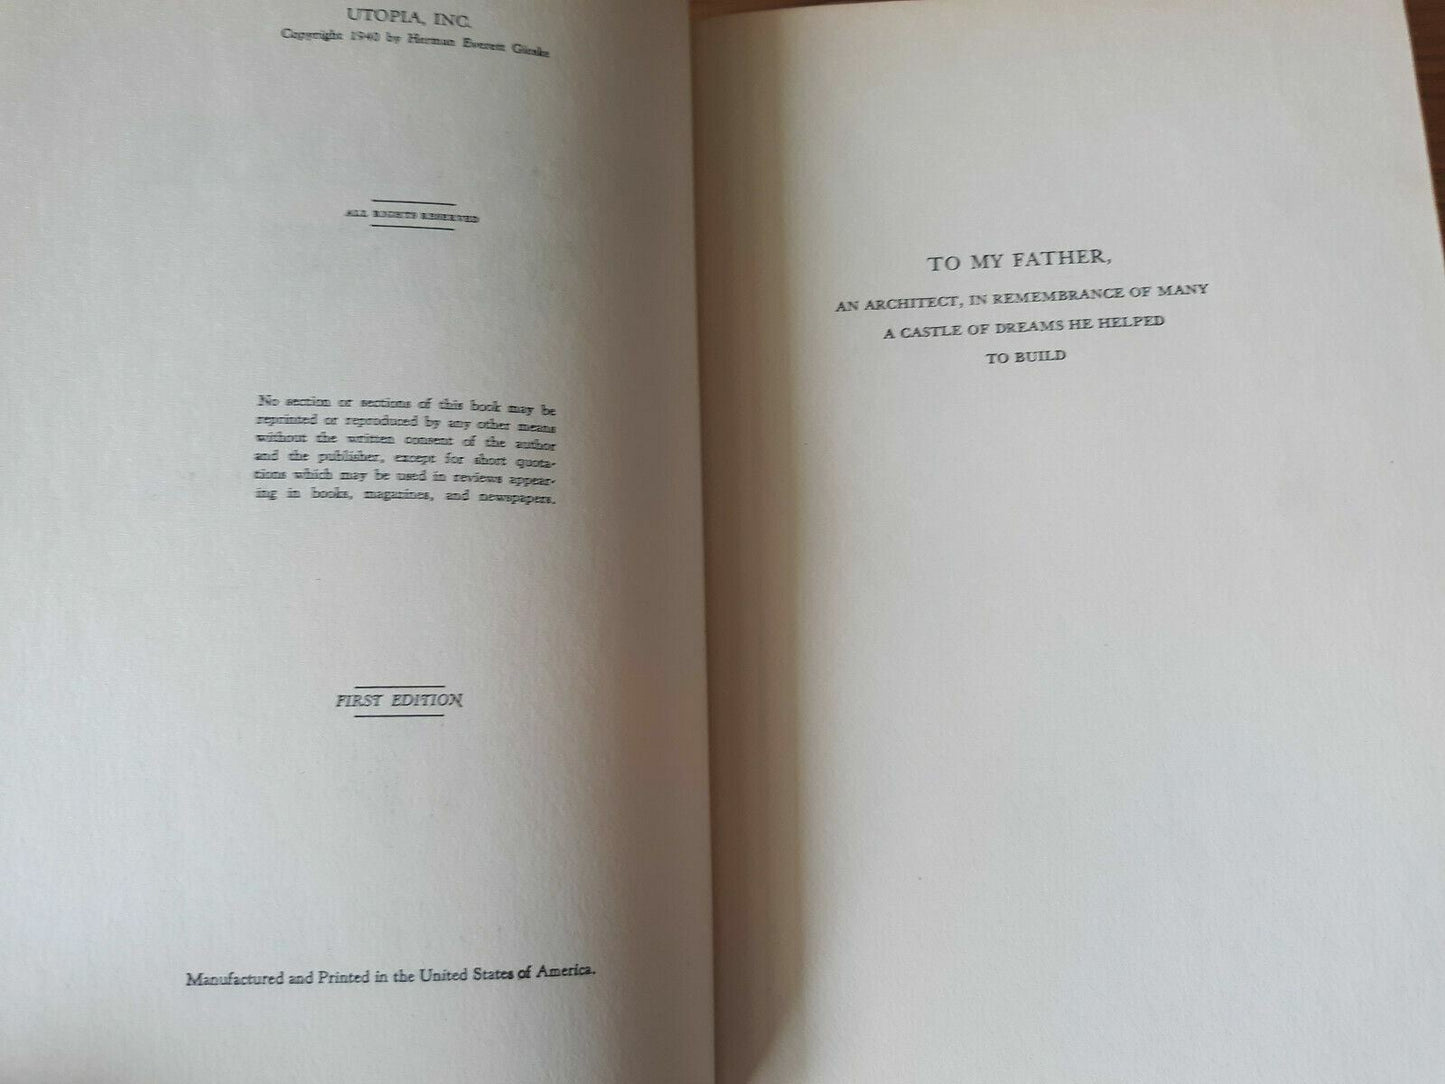 UTOPIA, INC.
Copyright 1940 by Herman Everett Gieske
ALL RIGHTS RESERVED
No section or sections of this book may be
reprinted or reproduced by any other means
without the written consent of the author
and the publisher, except for short quota-
tions which may be used in reviews appear-
ing in books, magazines, and newspapers.
FIRST EDITION
Manufactured and Printed in the United States of America.
TO MY FATHER,
AN ARCHITECT, IN REMEMBRANCE OF MANY
A CASTLE OF DREAMS HE HELPED
TO BUILD